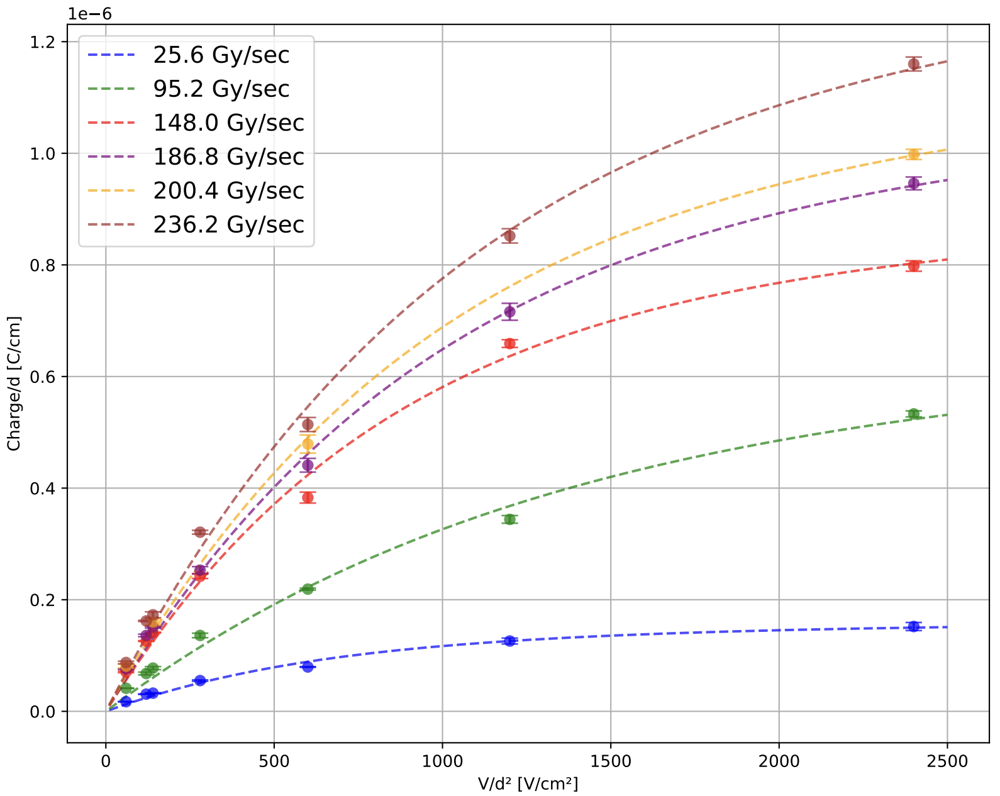 1e−6
1.2
1.0
0.8
0.6
0.4
0.2
0.0
Charge/d [C/cm]
25.6 Gy/sec
95.2 Gy/sec
148.0 Gy/sec
186.8 Gy/sec
200.4 Gy/sec
236.2 Gy/sec
0 500 1000 1500 2000 2500
V/d² [V/cm²]